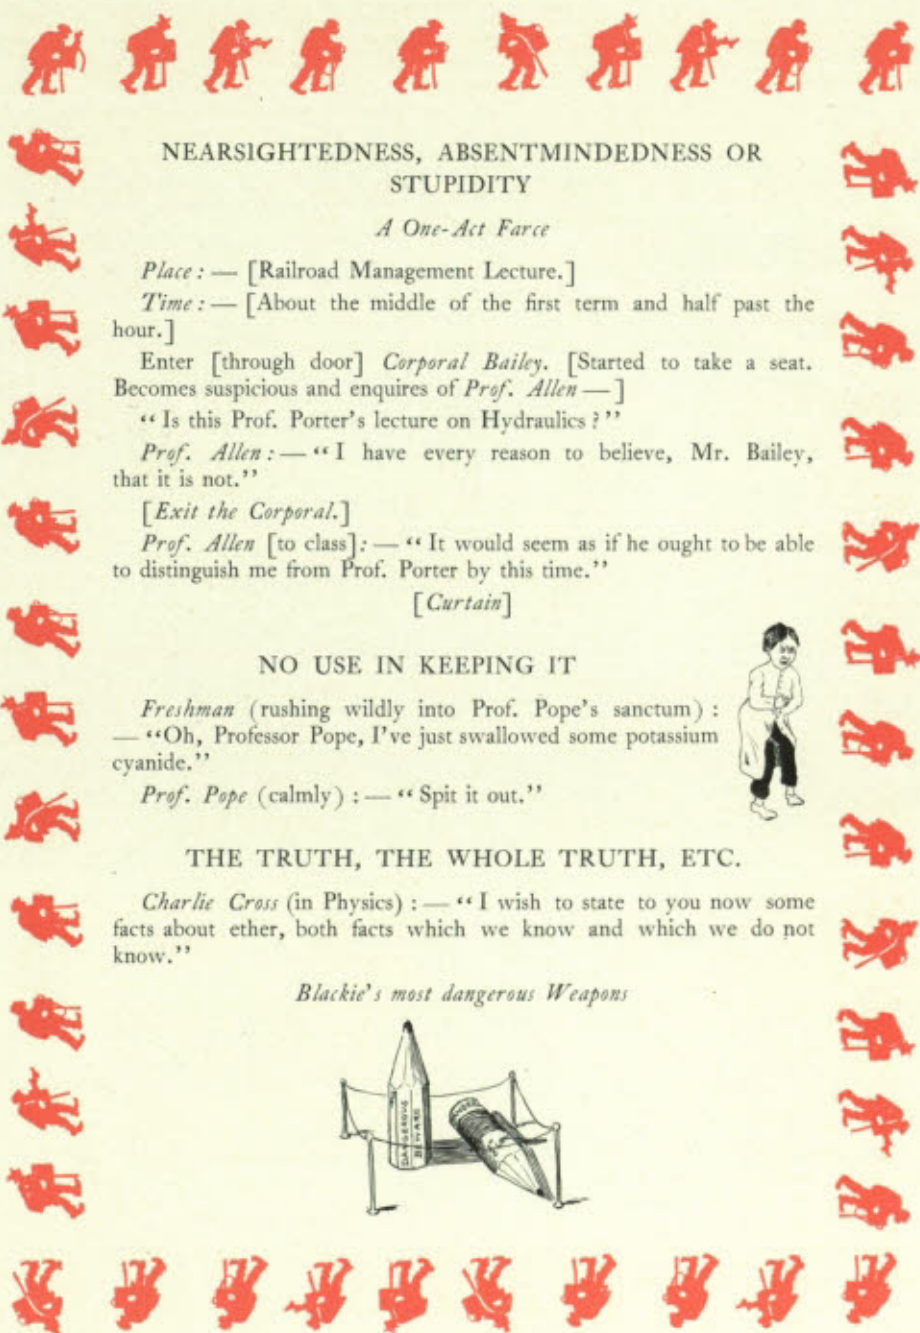 NEARSIGHTEDNESS, ABSENTMINDEDNESS OR
STUPIDITY
A One-Act Farce
Place: — [Railroad Management Lecture.]
Time: — [About the middle of the first term and half past the
hour.]
Enter [through door] Corporal Bailey. [Started to take a seat.
Becomes suspicious and enquires of Prof. Allen — ]
“Is this Prof. Porter's lecture on Hydraulics?”
Prof. Allen: — “I have every reason to believe, Mr. Bailey,
that it is not.”
[Exit the Corporal.]
Prof. Allen [to class]: — “It would seem as if he ought to be able
to distinguish me from Prof. Porter by this time.”
[Curtain]
NO USE IN KEEPING IT
Freshman (rushing wildly into Prof. Pope's sanctum) :
— “Oh, Professor Pope, I've just swallowed some potassium
cyanide.”
Prof. Pope (calmly) : — “Spit it out.”
THE TRUTH, THE WHOLE TRUTH, ETC.
Charlie Cross (in Physics) : — “I wish to state to you now some
facts about ether, both facts which we know and which we do not
know.”
Blackie's most dangerous Weapons
DANGEROUS
BEWARE